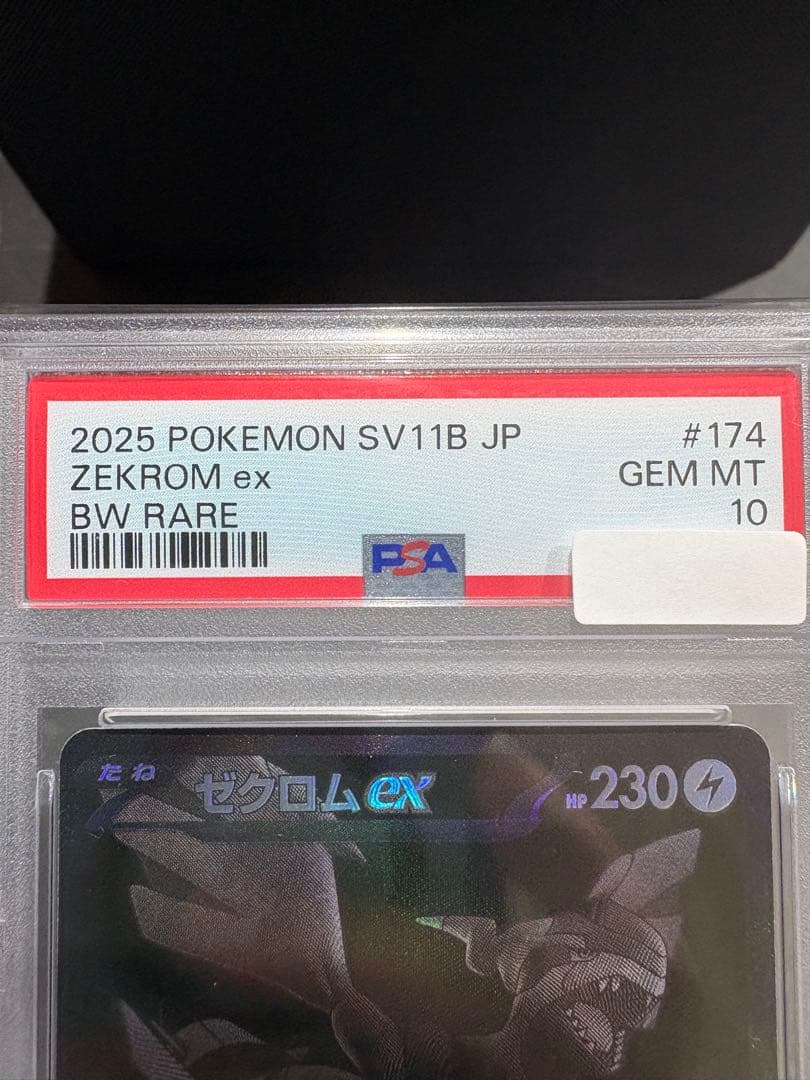 2025 POKEMON SV11B JP #174
ZEKROM ex GEM MT
BW RARE 10
PSA
たね ゼクロムex HP230